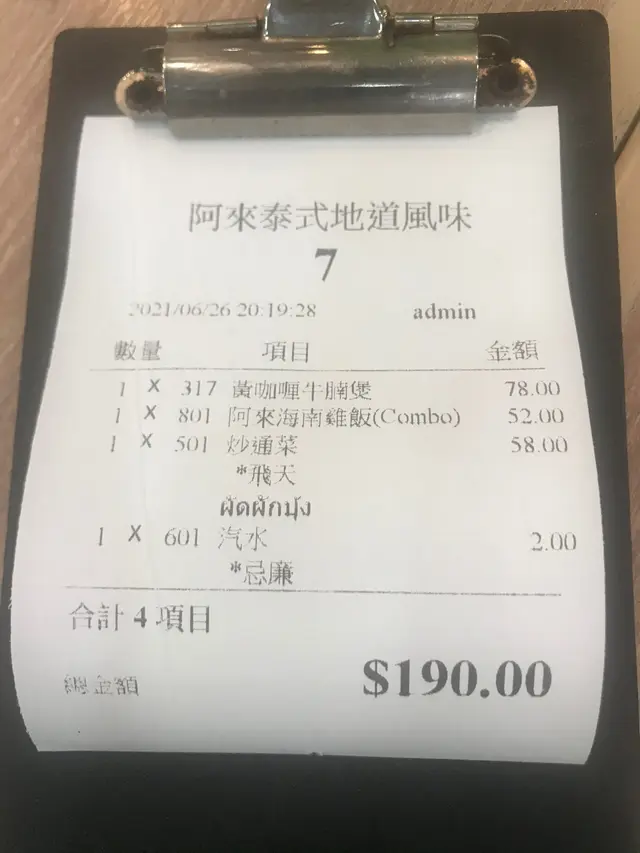 阿來泰式地道風味
7
2021/06/26 20:19:28 admin
數量 項目 金額
1 X 317 黃咖喱牛腩煲 78.00
1 X 801 阿來海南雞飯(Combo) 52.00
1 X 501 炒通菜 58.00
*飛天
ผัดผักบุ้ง
1 X 601 汽水 2.00
*忌廉
合計 4 項目
總金額 $190.00